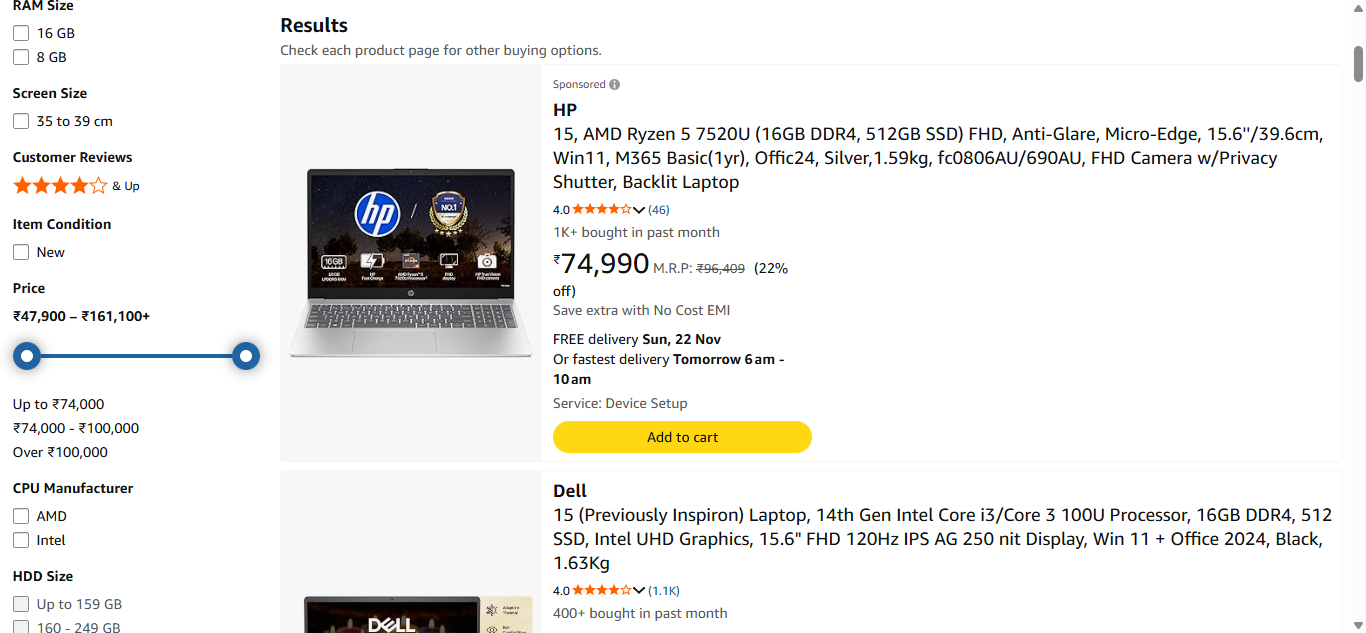 RAM Size
16 GB
8 GB
Screen Size
35 to 39 cm
Customer Reviews
& Up
Item Condition
New
Price
₹47,900 – ₹161,100+
Up to ₹74,000
₹74,000 - ₹100,000
Over ₹100,000
CPU Manufacturer
AMD
Intel
HDD Size
Up to 159 GB
160 - 249 GB
Results
Check each product page for other buying options.
hp
NO.1
16GB
Sponsored
HP
15, AMD Ryzen 5 7520U (16GB DDR4, 512GB SSD) FHD, Anti-Glare, Micro-Edge, 15.6''/39.6cm,
Win11, M365 Basic(1yr), Offic24, Silver,1.59kg, fc0806AU/690AU, FHD Camera w/Privacy
Shutter, Backlit Laptop
4.0 (46)
1K+ bought in past month
₹74,990 M.R.P: ₹96,409 (22%
off)
Save extra with No Cost EMI
FREE delivery Sun, 22 Nov
Or fastest delivery Tomorrow 6 am -
10 am
Service: Device Setup
Add to cart
DELL
Dell
15 (Previously Inspiron) Laptop, 14th Gen Intel Core i3/Core 3 100U Processor, 16GB DDR4, 512
SSD, Intel UHD Graphics, 15.6" FHD 120Hz IPS AG 250 nit Display, Win 11 + Office 2024, Black,
1.63Kg
4.0 (1.1K)
400+ bought in past month